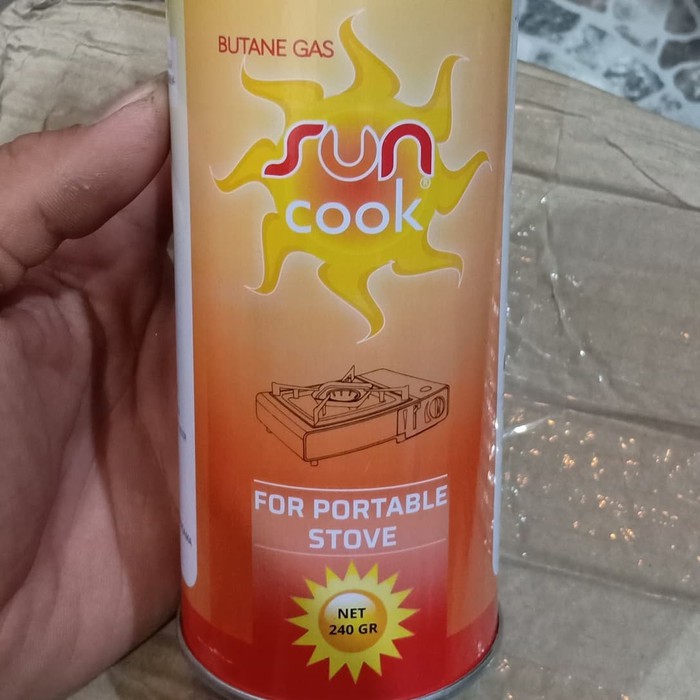 BUTANE GAS
sun
cook®
FOR PORTABLE
STOVE
NET
240 GR